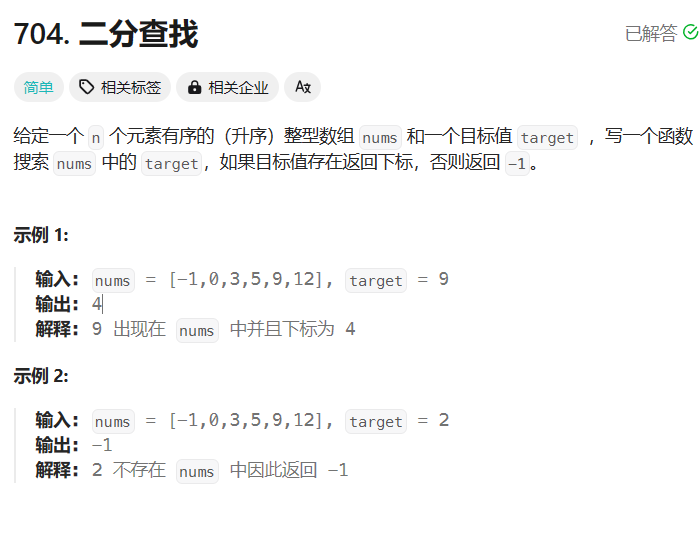 704. 二分查找
已解答
简单 相关标签 相关企业 Aあ
给定一个 n 个元素有序的（升序）整型数组 nums 和一个目标值 target ，写一个函数
搜索 nums 中的 target，如果目标值存在返回下标，否则返回 -1。
示例 1:
输入: nums = [-1,0,3,5,9,12], target = 9
输出: 4
解释: 9 出现在 nums 中并且下标为 4
示例 2:
输入: nums = [-1,0,3,5,9,12], target = 2
输出: -1
解释: 2 不存在 nums 中因此返回 -1